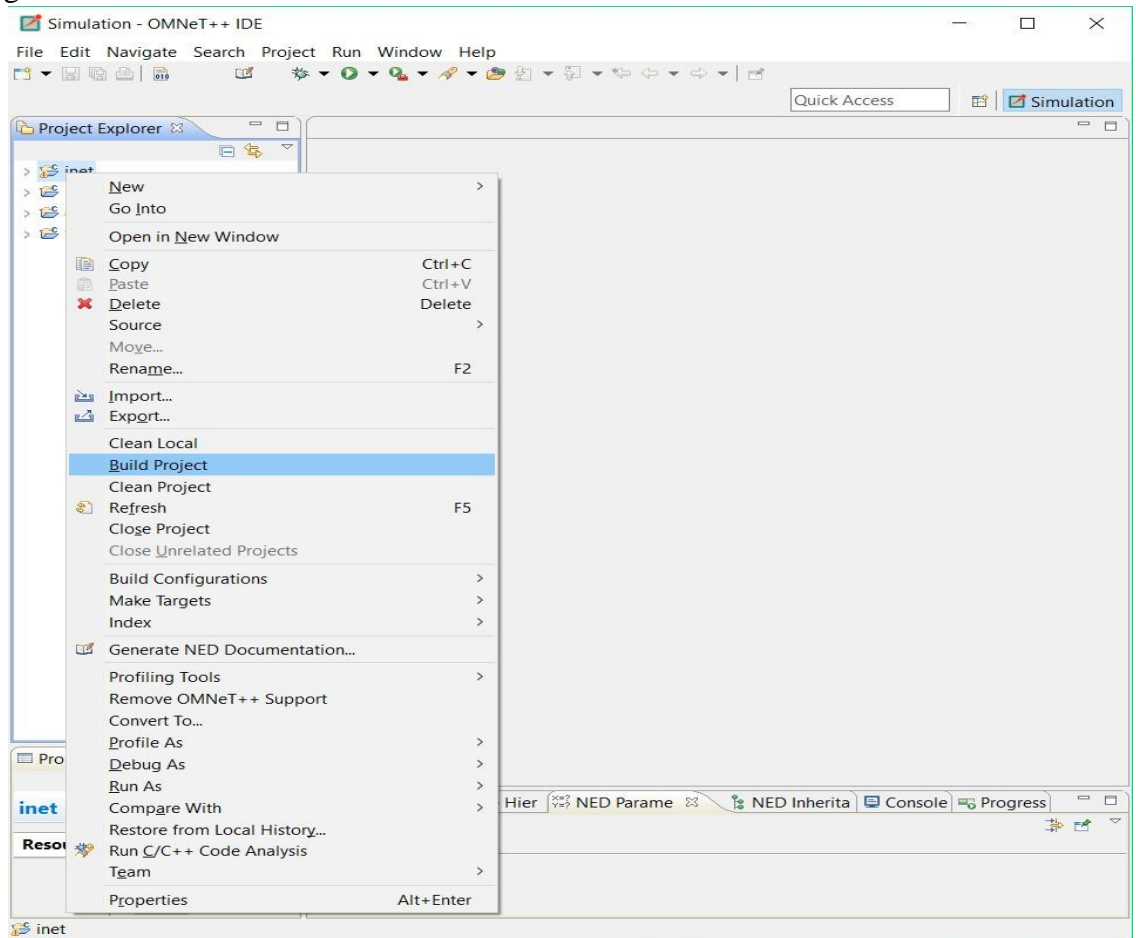 Simulation - OMNeT++ IDE
File Edit Navigate Search Project Run Window Help
Quick Access
Simulation
Project Explorer
inet
New
Go Into
Open in New Window
Copy Ctrl+C
Paste Ctrl+V
Delete Delete
Source
Move...
Rename... F2
Import...
Export...
Clean Local
Build Project
Clean Project
Refresh F5
Close Project
Close Unrelated Projects
Build Configurations
Make Targets
Index
Generate NED Documentation...
Profiling Tools
Remove OMNeT++ Support
Convert To...
Profile As
Debug As
Run As
Compare With
Restore from Local History...
Run C/C++ Code Analysis
Team
Properties Alt+Enter
Pro
inet
Hier NED Parame NED Inherita Console Progress
Resou
inet